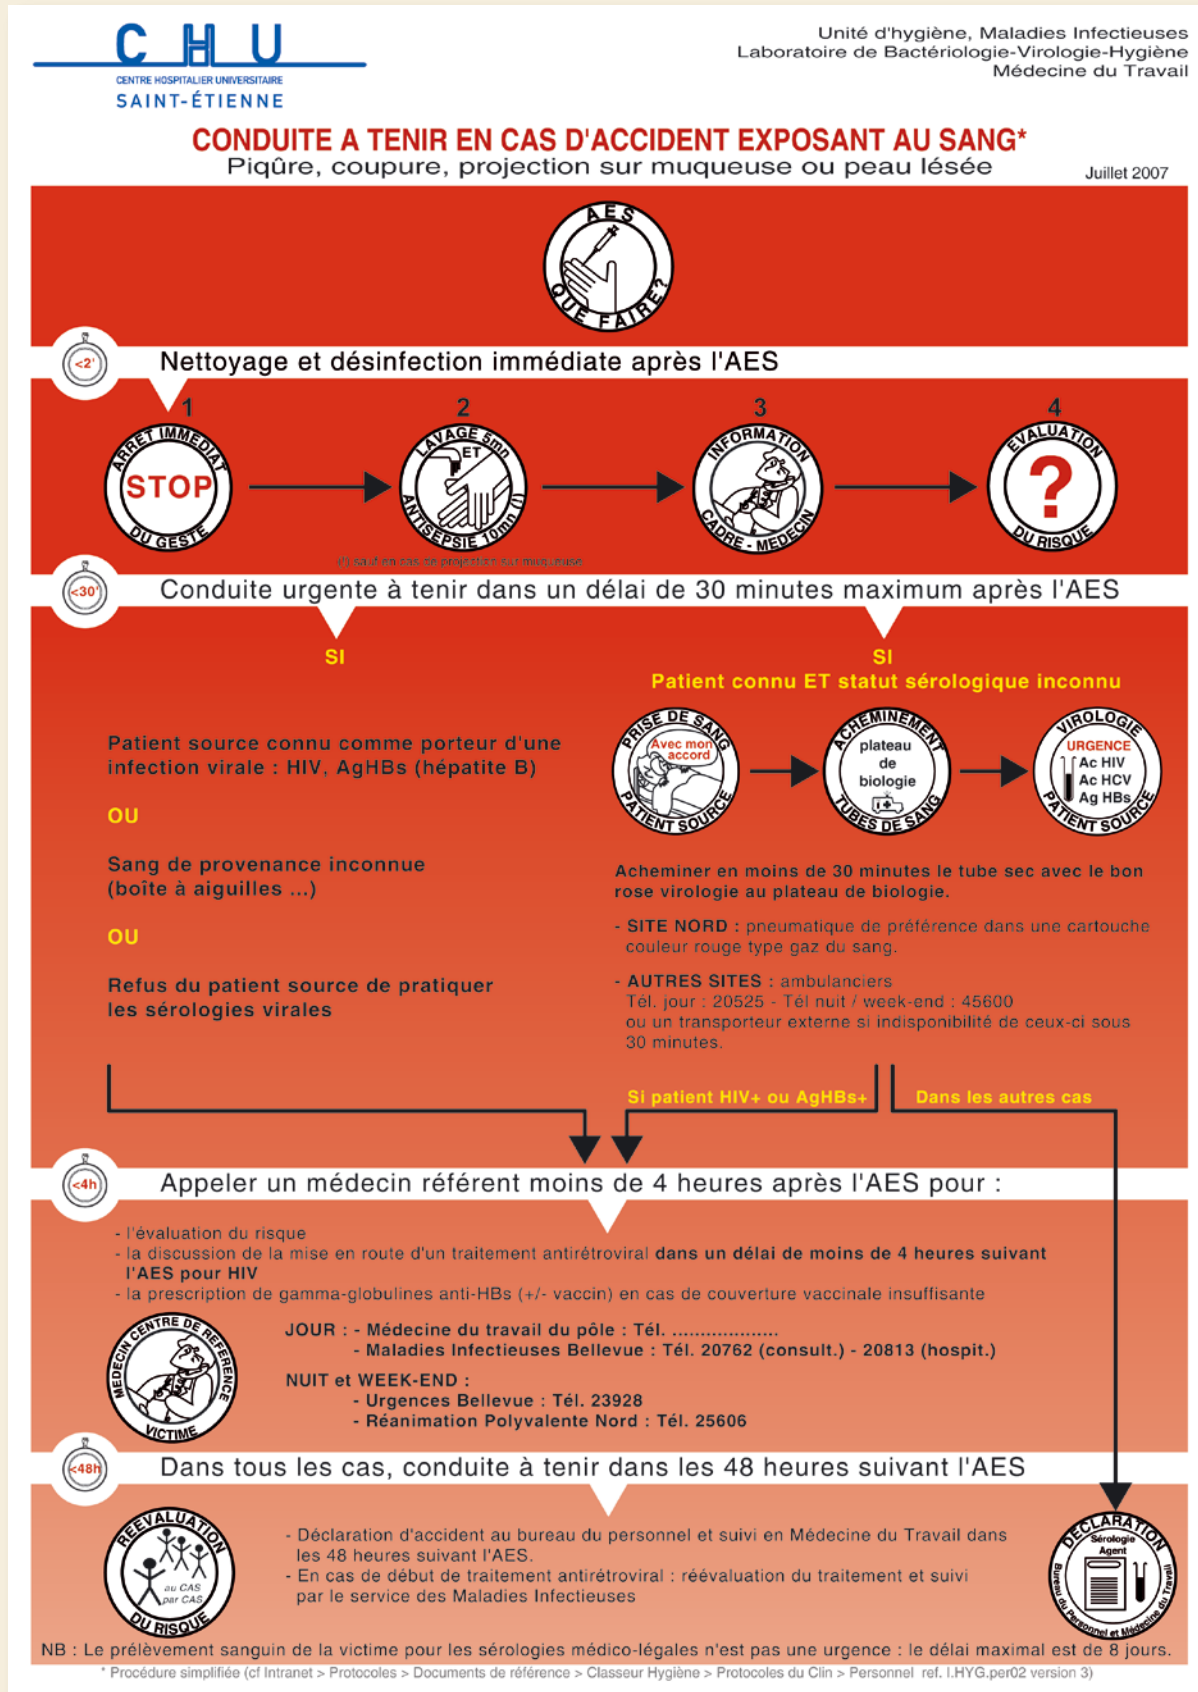 CHU
CENTRE HOSPITALIER UNIVERSITAIRE
SAINT-ÉTIENNE
Unité d'hygiène, Maladies Infectieuses
Laboratoire de Bactériologie-Virologie-Hygiène
Médecine du Travail
CONDUITE A TENIR EN CAS D'ACCIDENT EXPOSANT AU SANG*
Piqûre, coupure, projection sur muqueuse ou peau lésée
Juillet 2007
AES
QUE FAIRE?
<2'
Nettoyage et désinfection immédiate après l'AES
1
ARRET IMMEDIAT
STOP
DU GESTE
2
LAVAGE 5mn
ET
ANTISEPSIE 10mn (!)
3
INFORMATION
CADRE - MEDECIN
4
EVALUATION
?
DU RISQUE
(!) sauf en cas de projection sur muqueuse
<30'
Conduite urgente à tenir dans un délai de 30 minutes maximum après l'AES
SI
Patient source connu comme porteur d'une
infection virale : HIV, AgHBs (hépatite B)
OU
Sang de provenance inconnue
(boîte à aiguilles ...)
OU
Refus du patient source de pratiquer
les sérologies virales
SI
Patient connu ET statut sérologique inconnu
PRISE DE SANG
Avec mon
accord
PATIENT SOURCE
ACHEMINEMENT
plateau
de
biologie
TUBES DE SANG
VIROLOGIE
URGENCE
Ac HIV
Ac HCV
Ag HBs
PATIENT SOURCE
Acheminer en moins de 30 minutes le tube sec avec le bon
rose virologie au plateau de biologie.
- SITE NORD : pneumatique de préférence dans une cartouche
couleur rouge type gaz du sang.
- AUTRES SITES : ambulanciers
Tél. jour : 20525 - Tél nuit / week-end : 45600
ou un transporteur externe si indisponibilité de ceux-ci sous
30 minutes.
Si patient HIV+ ou AgHBs+
Dans les autres cas
<4h
Appeler un médecin référent moins de 4 heures après l'AES pour :
- l'évaluation du risque
- la discussion de la mise en route d'un traitement antirétroviral dans un délai de moins de 4 heures suivant
l'AES pour HIV
- la prescription de gamma-globulines anti-HBs (+/- vaccin) en cas de couverture vaccinale insuffisante
MEDECIN CENTRE DE REFERENCE
VICTIME
JOUR : - Médecine du travail du pôle : Tél. ...................
- Maladies Infectieuses Bellevue : Tél. 20762 (consult.) - 20813 (hospit.)
NUIT et WEEK-END :
- Urgences Bellevue : Tél. 23928
- Réanimation Polyvalente Nord : Tél. 25606
<48h
Dans tous les cas, conduite à tenir dans les 48 heures suivant l'AES
RÉÉVALUATION
au CAS
par CAS
DU RISQUE
- Déclaration d'accident au bureau du personnel et suivi en Médecine du Travail dans
les 48 heures suivant l'AES.
- En cas de début de traitement antirétroviral : réévaluation du traitement et suivi
par le service des Maladies Infectieuses
DÉCLARATION
Sérologie
Agent
Bureau du Personnel et Médecine du Travail
NB : Le prélèvement sanguin de la victime pour les sérologies médico-légales n'est pas une urgence : le délai maximal est de 8 jours.
* Procédure simplifiée (cf Intranet > Protocoles > Documents de référence > Classeur Hygiène > Protocoles du Clin > Personnel ref. I.HYG.per02 version 3)